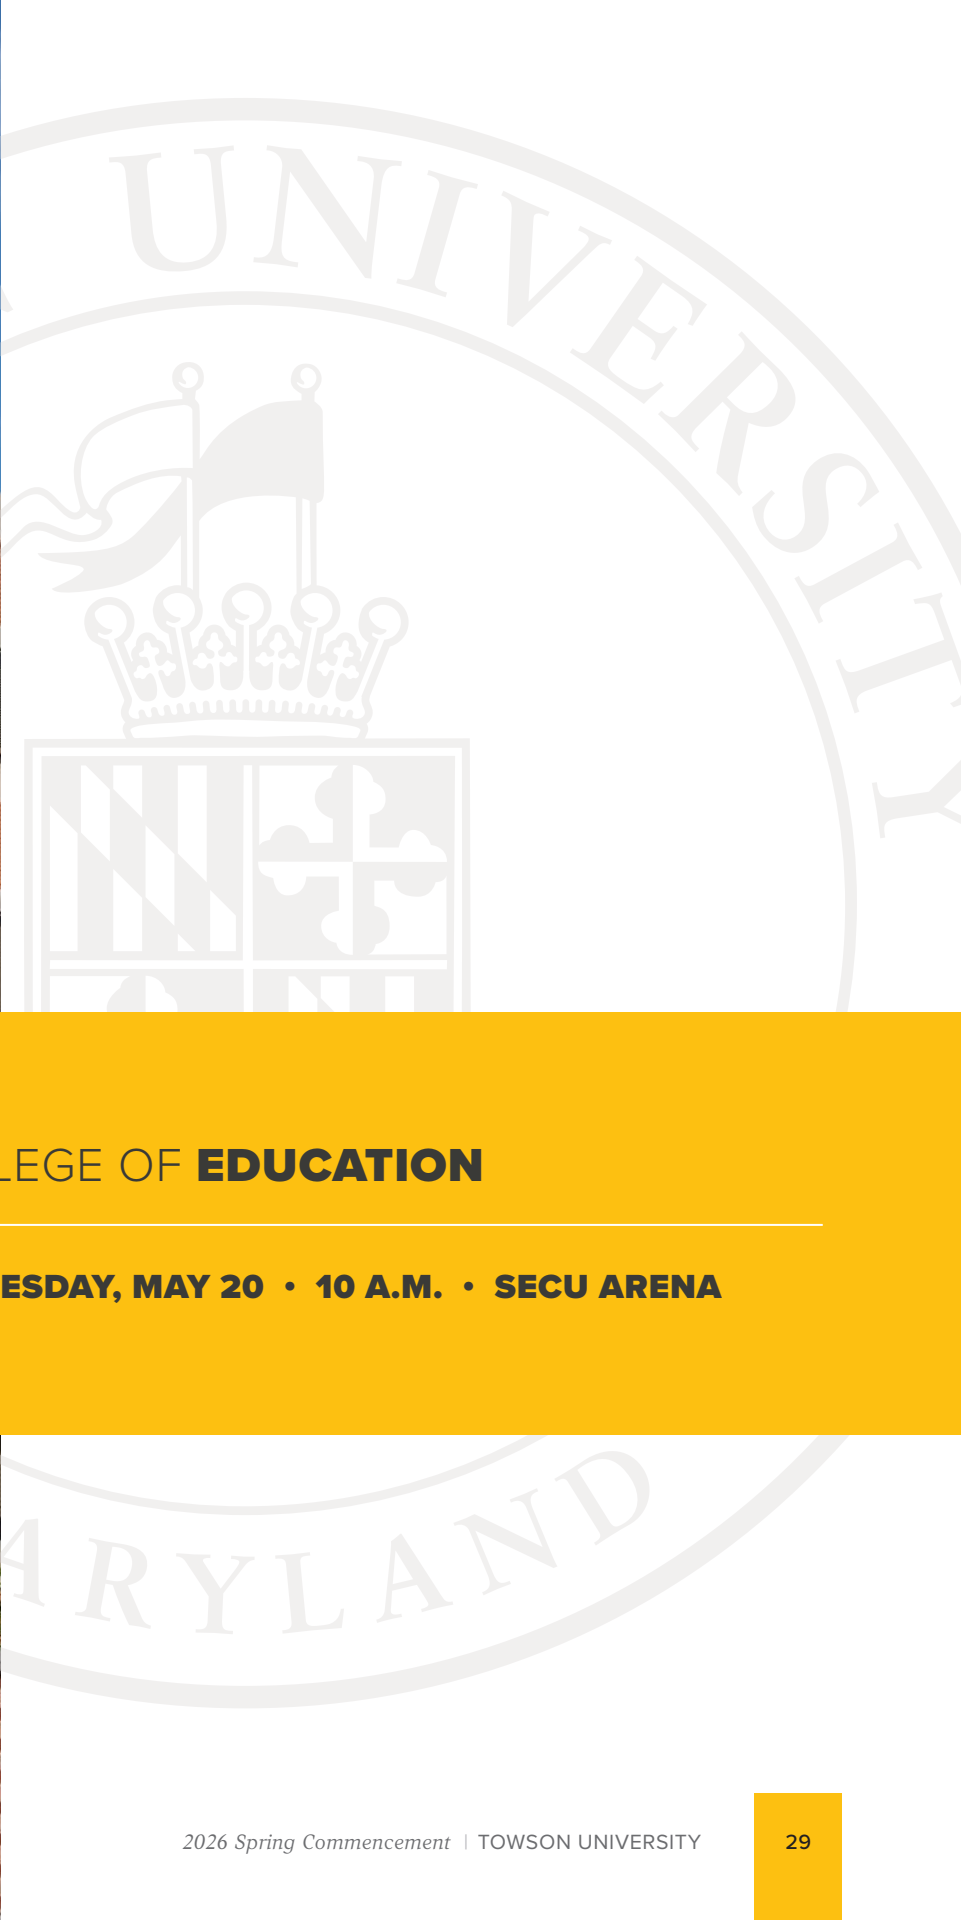 UNIVERSITY
LEGE OF EDUCATION
ESDAY, MAY 20 • 10 A.M. • SECU ARENA
ARYLAND
2026 Spring Commencement | TOWSON UNIVERSITY 29